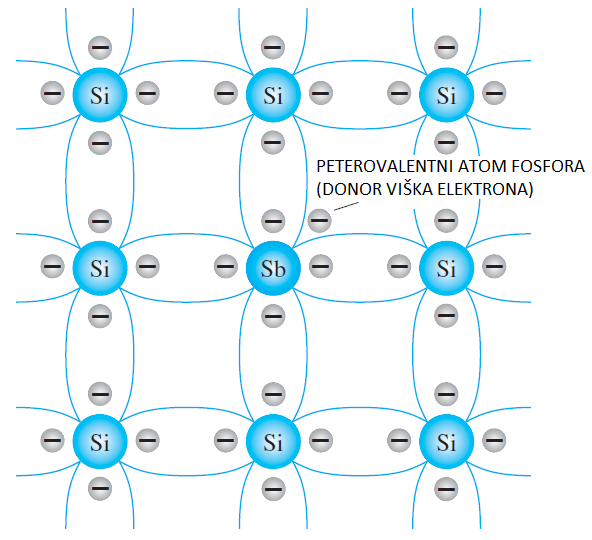 Si Si Si
PETEROVALENTNI ATOM FOSFORA
(DONOR VIŠKA ELEKTRONA)
Si Sb Si
Si Si Si